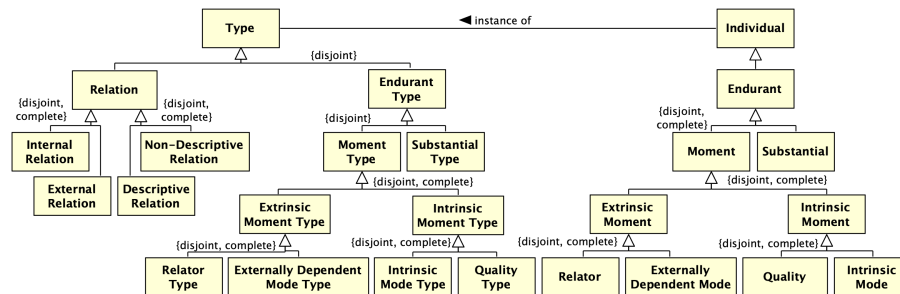 Type
◀ instance of
Individual
{disjoint}
Relation
Endurant
Type
Endurant
{disjoint,
complete}
{disjoint,
complete}
{disjoint}
{disjoint,
complete}
Internal
Relation
Non-Descriptive
Relation
Moment
Type
Substantial
Type
Moment
Substantial
External
Relation
Descriptive
Relation
{disjoint, complete}
{disjoint, complete}
Extrinsic
Moment Type
Intrinsic
Moment Type
Extrinsic
Moment
Intrinsic
Moment
{disjoint, complete}
{disjoint, complete}
{disjoint, complete}
{disjoint, complete}
Relator
Type
Externally Dependent
Mode Type
Intrinsic
Mode Type
Quality
Type
Relator
Externally
Dependent Mode
Quality
Intrinsic
Mode